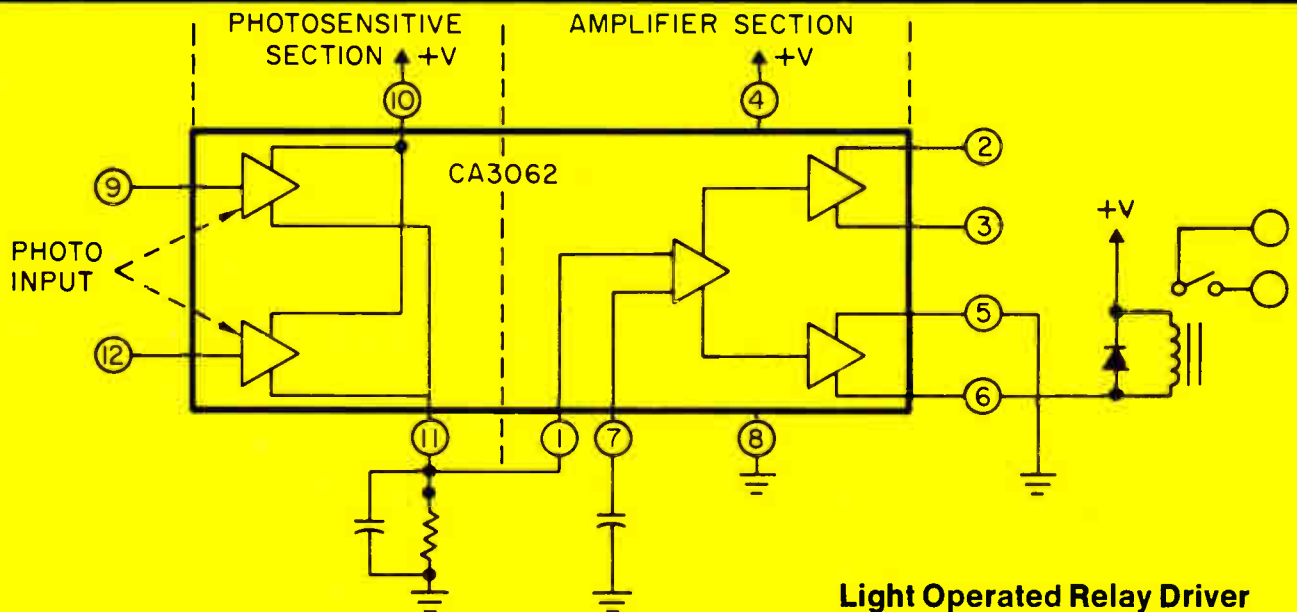 PHOTOSENSITIVE
SECTION
AMPLIFIER SECTION
+V
+V
10
4
CA3062
9
2
3
+V
PHOTO
INPUT
5
12
6
11
1
7
8
Light Operated Relay Driver